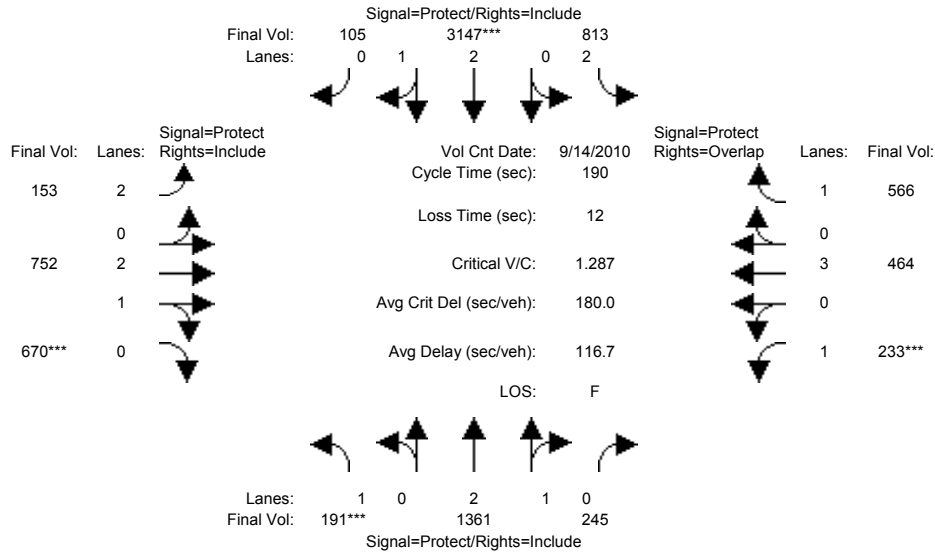 Signal=Protect/Rights=Include
Final Vol: 105 3147*** 813
Lanes: 0 1 2 0 2
Signal=Protect Signal=Protect
Final Vol: Lanes: Rights=Include Vol Cnt Date: 9/14/2010 Rights=Overlap Lanes: Final Vol:
Cycle Time (sec): 190
153 2 1 566
Loss Time (sec): 12
0 0
752 2 Critical V/C: 1.287 3 464
1 Avg Crit Del (sec/veh): 180.0 0
670*** 0 Avg Delay (sec/veh): 116.7 1 233***
LOS: F
Lanes: 1 0 2 1 0
Final Vol: 191*** 1361 245
Signal=Protect/Rights=Include